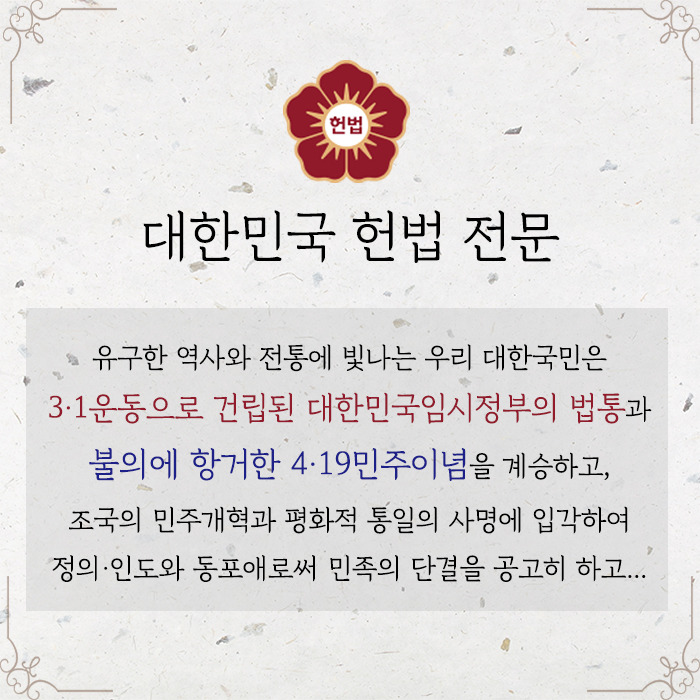 헌법
대한민국 헌법 전문
유구한 역사와 전통에 빛나는 우리 대한국민은
3·1운동으로 건립된 대한민국임시정부의 법통과
불의에 항거한 4·19민주이념을 계승하고,
조국의 민주개혁과 평화적 통일의 사명에 입각하여
정의·인도와 동포애로써 민족의 단결을 공고히 하고...